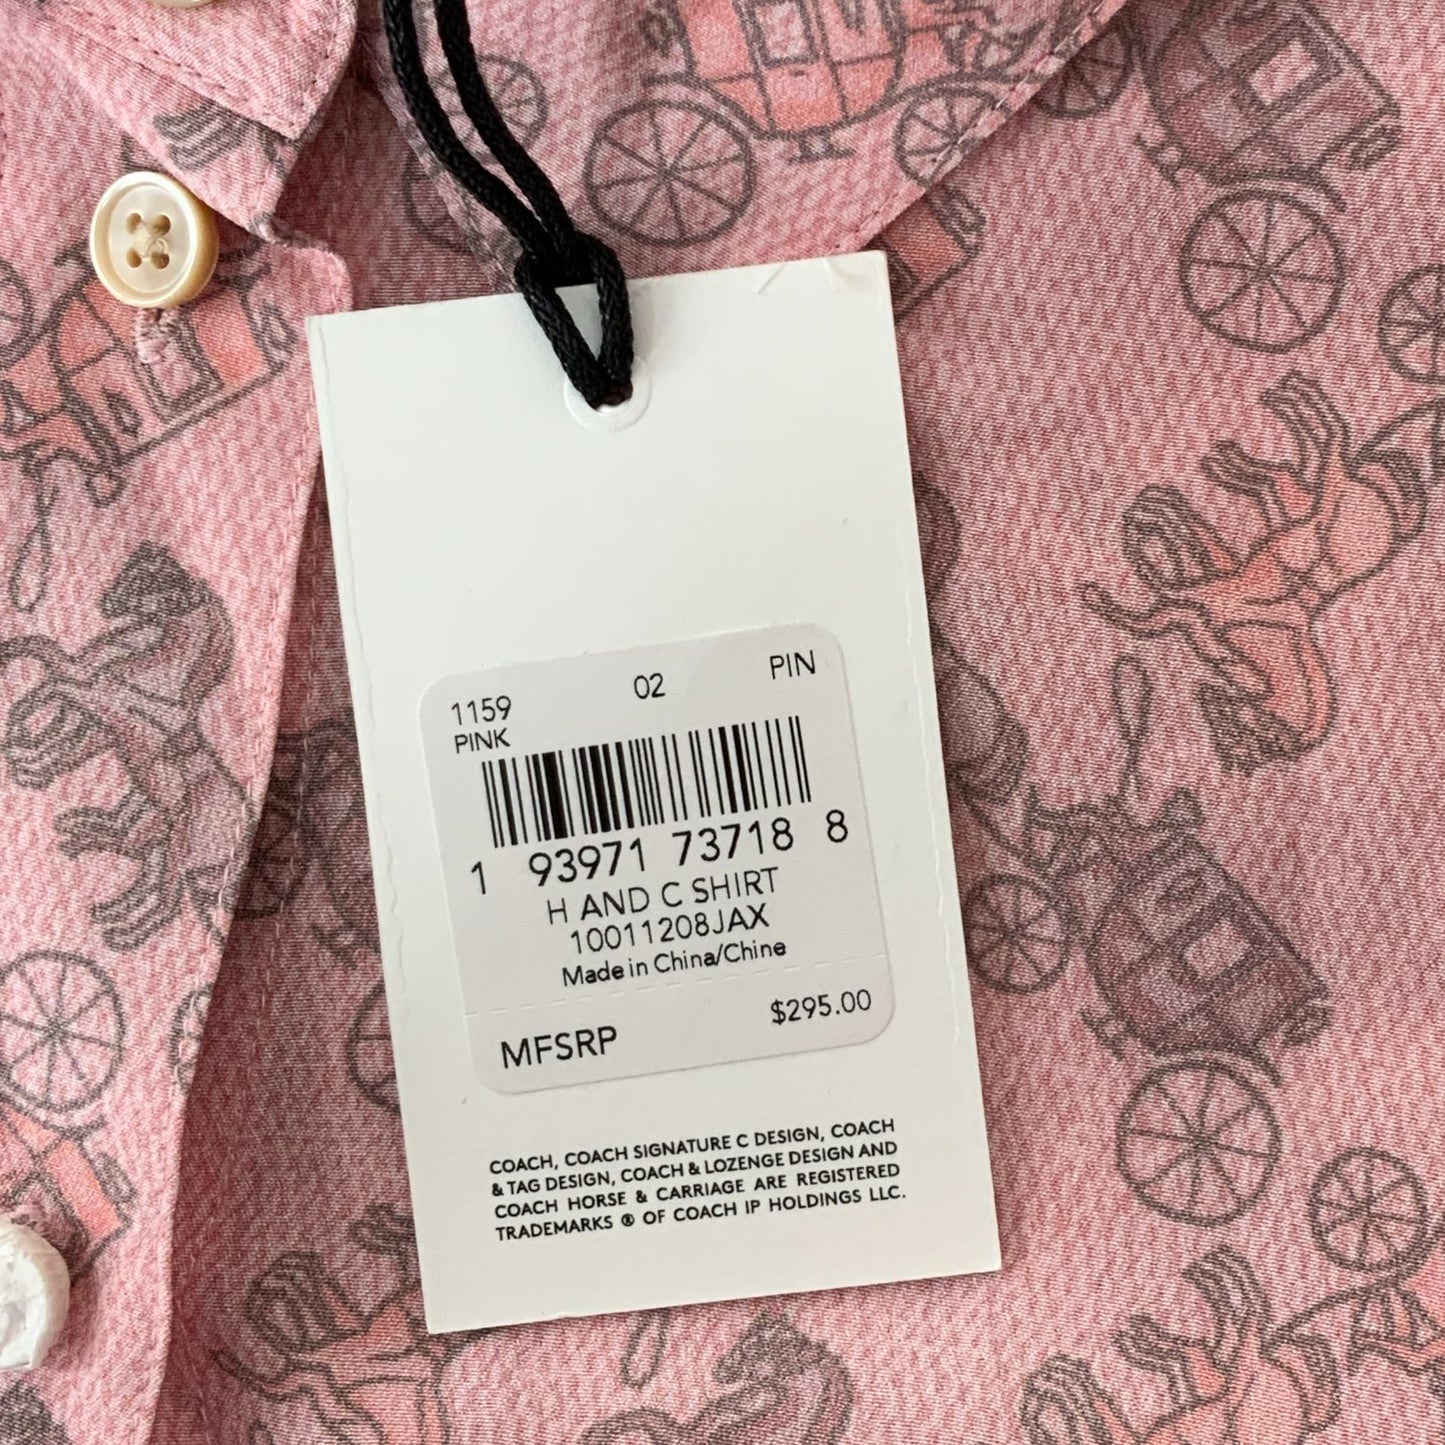 1159 02 PIN
PINK
1 93971 73718 8
H AND C SHIRT
10011208JAX
Made in China/Chine
MFSRP $295.00
COACH, COACH SIGNATURE C DESIGN, COACH
& TAG DESIGN, COACH & LOZENGE DESIGN AND
COACH HORSE & CARRIAGE ARE REGISTERED
TRADEMARKS ® OF COACH IP HOLDINGS LLC.